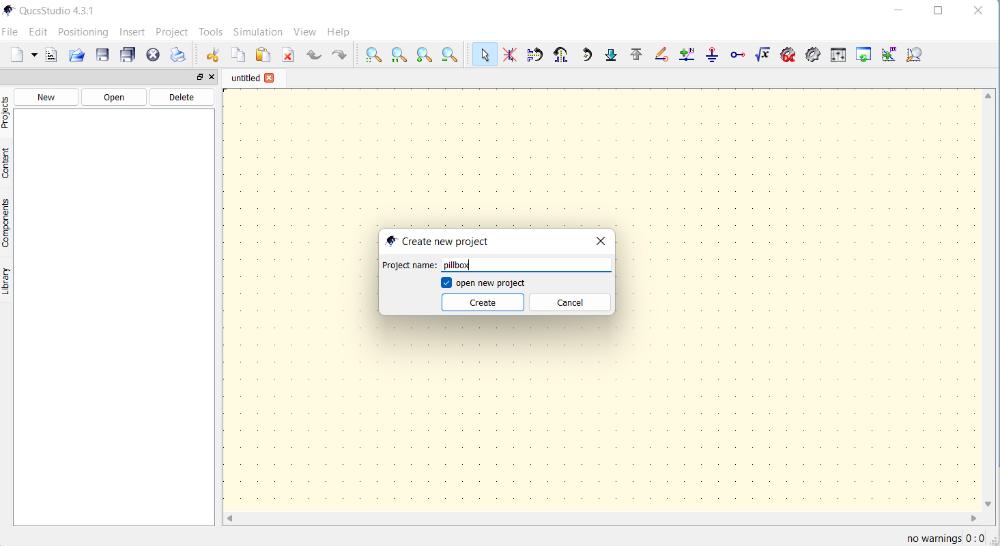 QucsStudio 4.3.1
File Edit Positioning Insert Project Tools Simulation View Help
untitled
New Open Delete
Projects
Content
Components
Library
Create new project
Project name: pillbox
open new project
Create Cancel
no warnings 0 : 0